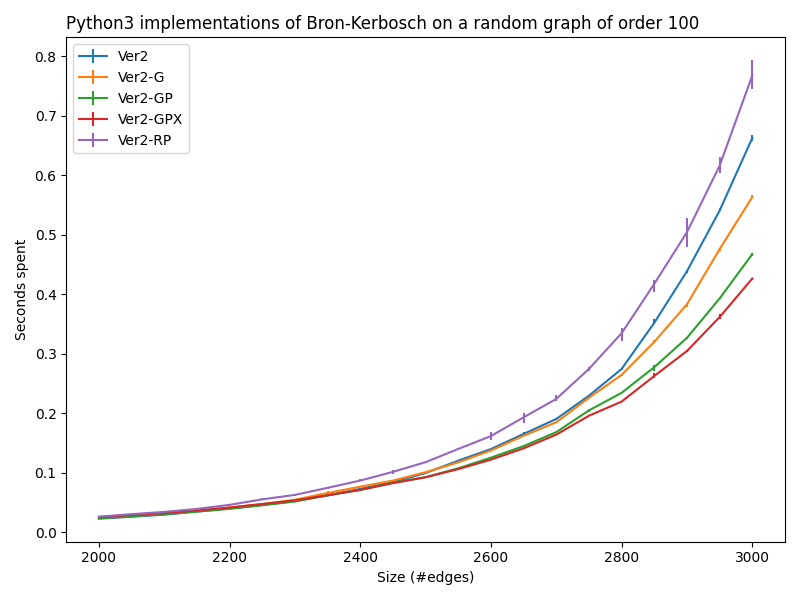 Python3 implementations of Bron-Kerbosch on a random graph of order 100
Ver2
Ver2-G
Ver2-GP
Ver2-GPX
Ver2-RP
Seconds spent
0.8
0.7
0.6
0.5
0.4
0.3
0.2
0.1
0.0
2000 2200 2400 2600 2800 3000
Size (#edges)